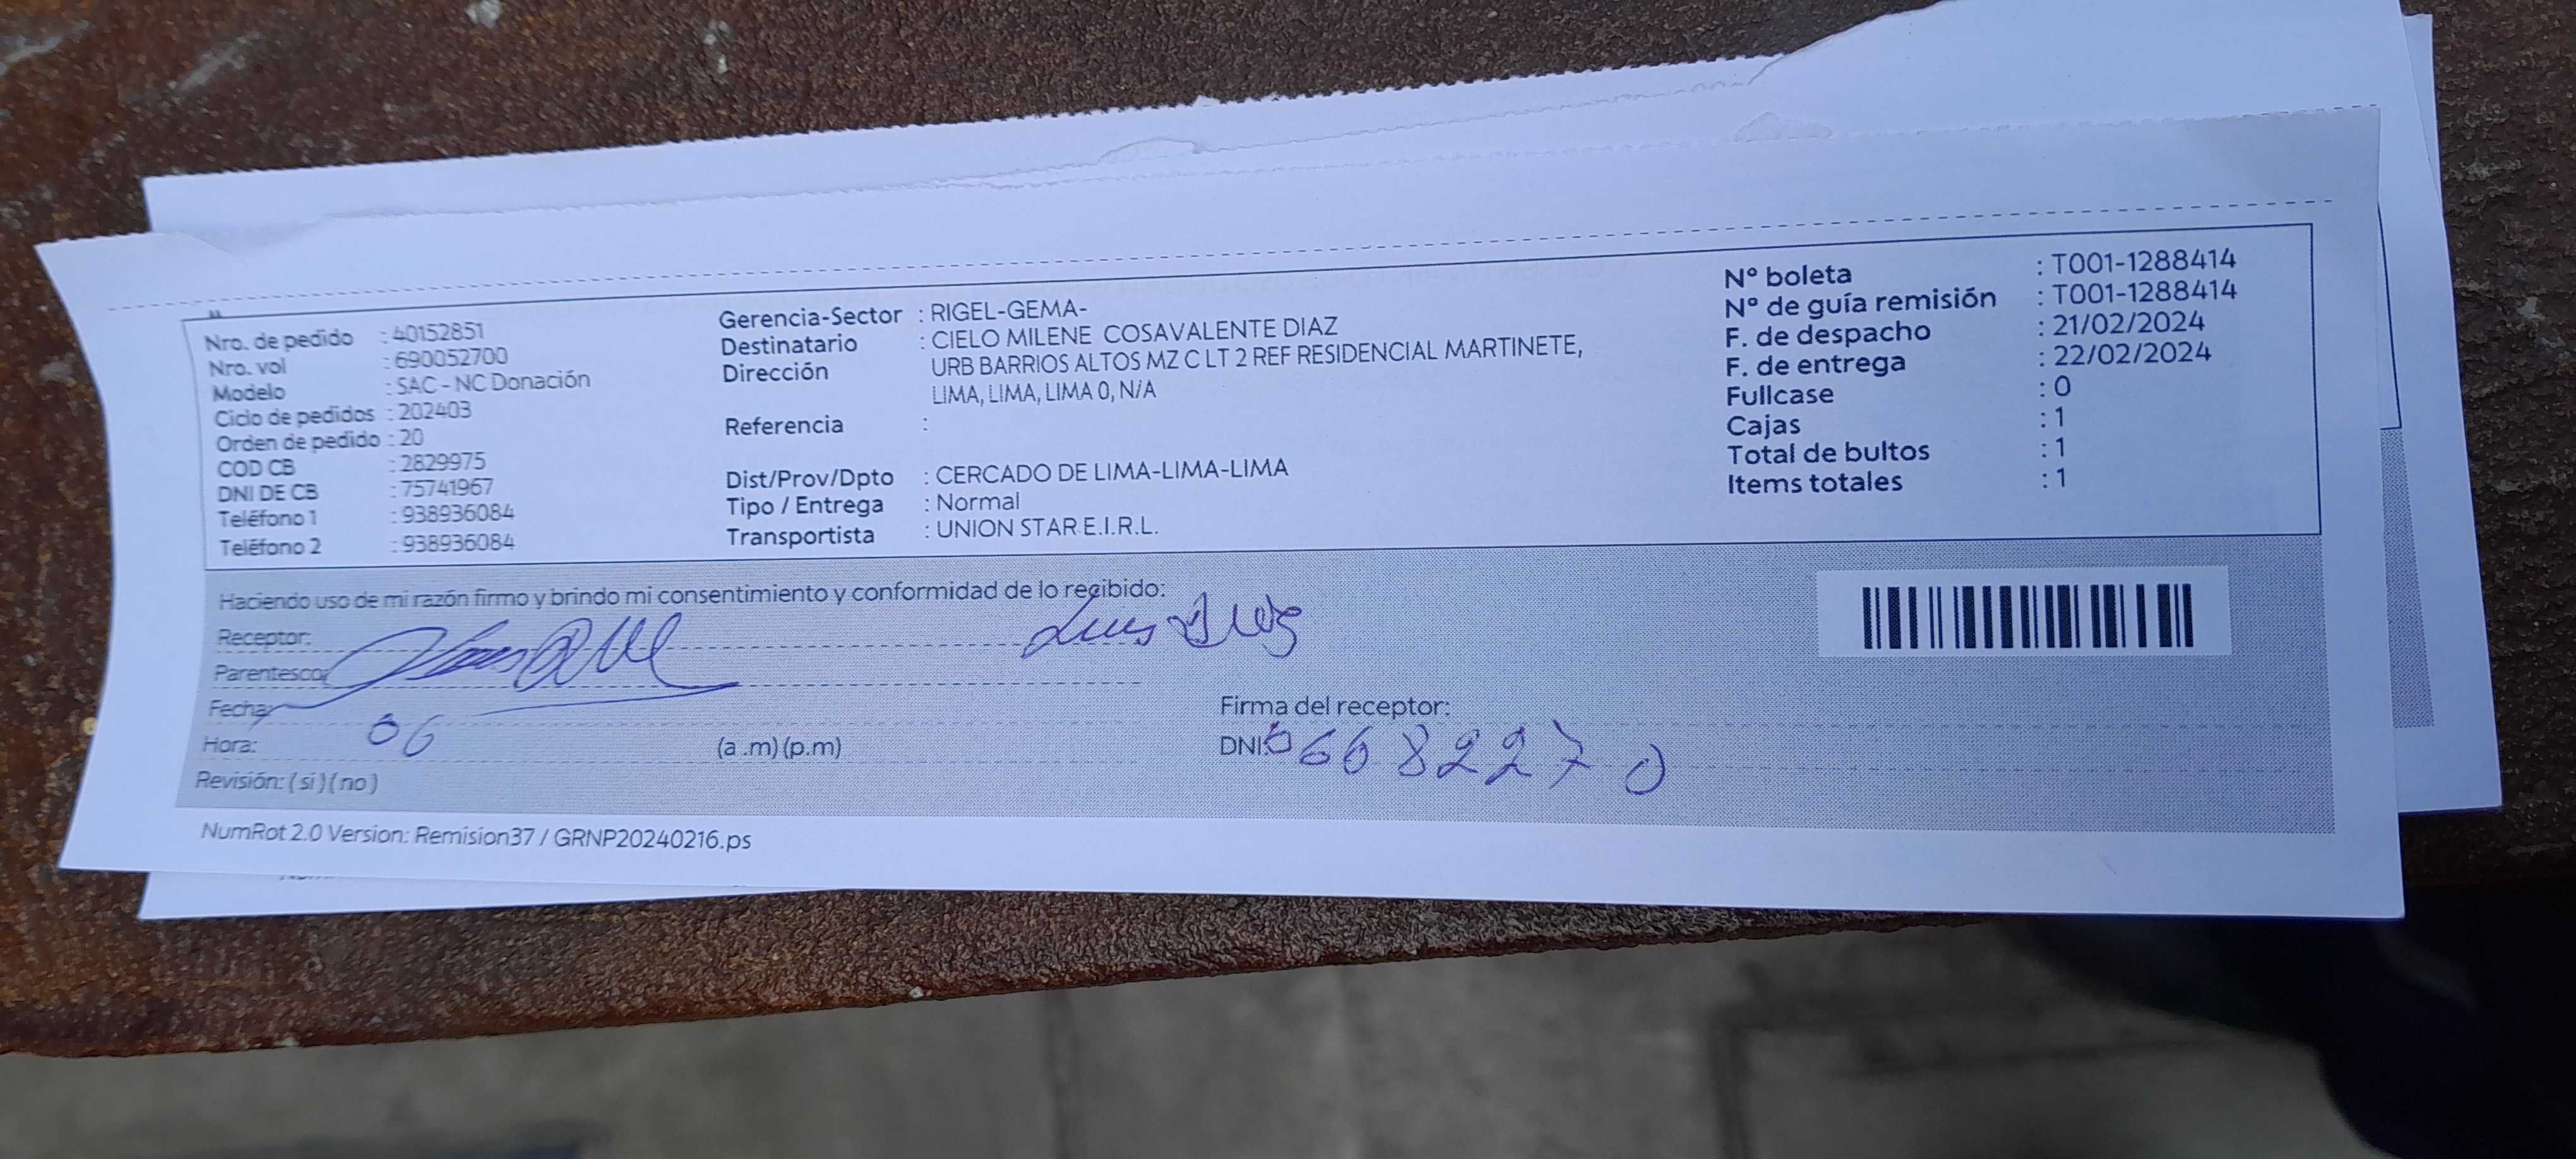 Nro. de pedido : 40152851
Nro. vol : 690052700
Modelo : SAC - NC Donación
Ciclo de pedidos : 202403
Orden de pedido : 20
COD CB : 2829975
DNI DE CB : 75741967
Teléfono 1 : 938936084
Teléfono 2 : 938936084
Gerencia-Sector : RIGEL-GEMA-
Destinatario : CIELO MILENE COSAVALENTE DIAZ
Dirección URB BARRIOS ALTOS MZ C LT 2 REF RESIDENCIAL MARTINETE,
LIMA, LIMA, LIMA 0, N/A
Referencia :
Dist/Prov/Dpto : CERCADO DE LIMA-LIMA-LIMA
Tipo / Entrega : Normal
Transportista : UNION STAR E.I.R.L.
Nº boleta : T001-1288414
Nº de guía remisión : T001-1288414
F. de despacho : 21/02/2024
F. de entrega : 22/02/2024
Fullcase : 0
Cajas : 1
Total de bultos : 1
Items totales : 1
Haciendo uso de mi razón firmo y brindo mi consentimiento y conformidad de lo recibido:
Receptor: Luis
Parentesco:
Fecha:
Firma del receptor:
Hora: 06 (a .m) (p.m)
DNI: 06682270
Revisión: ( si ) ( no )
NumRot 2.0 Version: Remision37 / GRNP20240216.ps